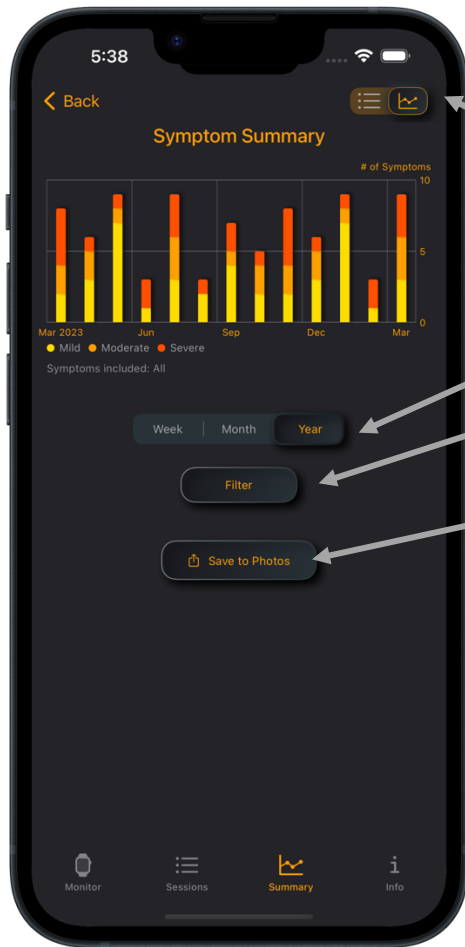 5:38
Back
Symptom Summary
# of Symptoms
10
5
0
Mar 2023 Jun Sep Dec Mar
Mild Moderate Severe
Symptoms included: All
Week Month Year
Filter
Save to Photos
Monitor Sessions Summary Info